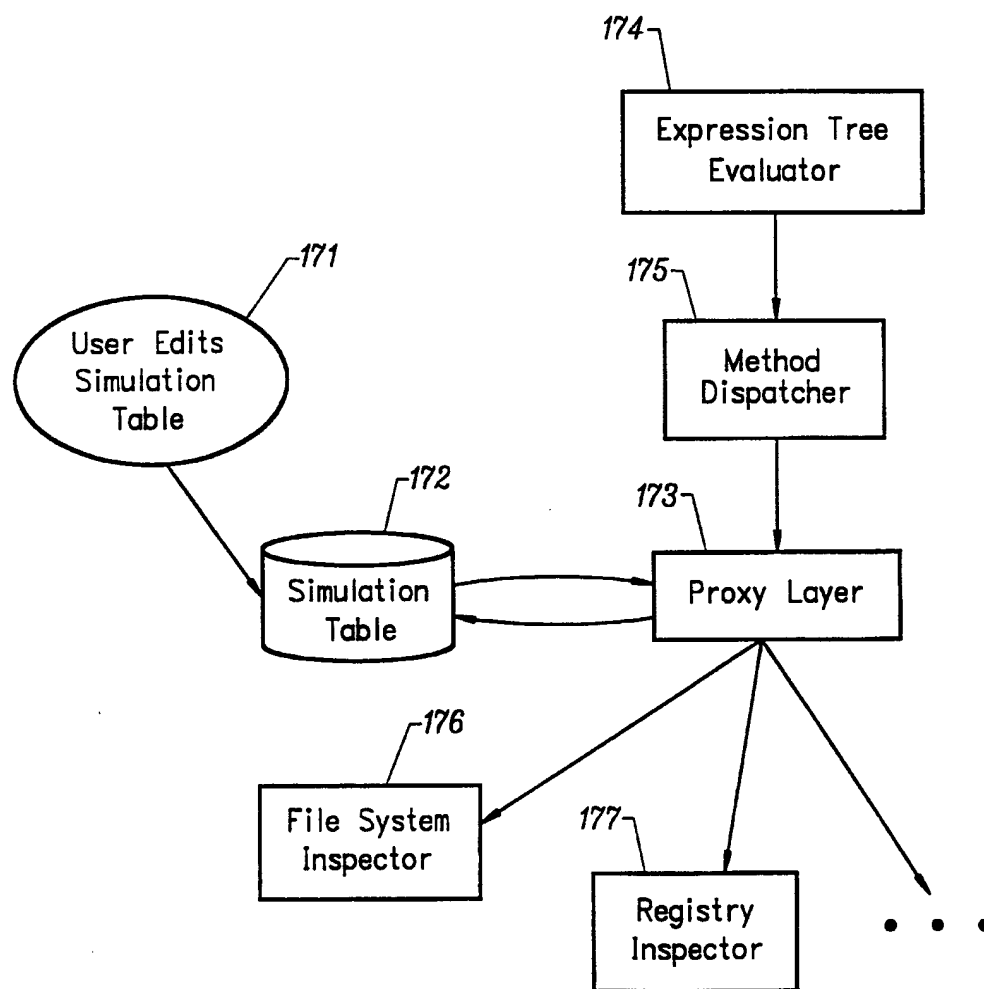 174
Expression Tree
Evaluator
171
175
User Edits
Simulation
Table
Method
Dispatcher
172
173
Simulation
Table
Proxy Layer
176
File System
Inspector
177
Registry
Inspector